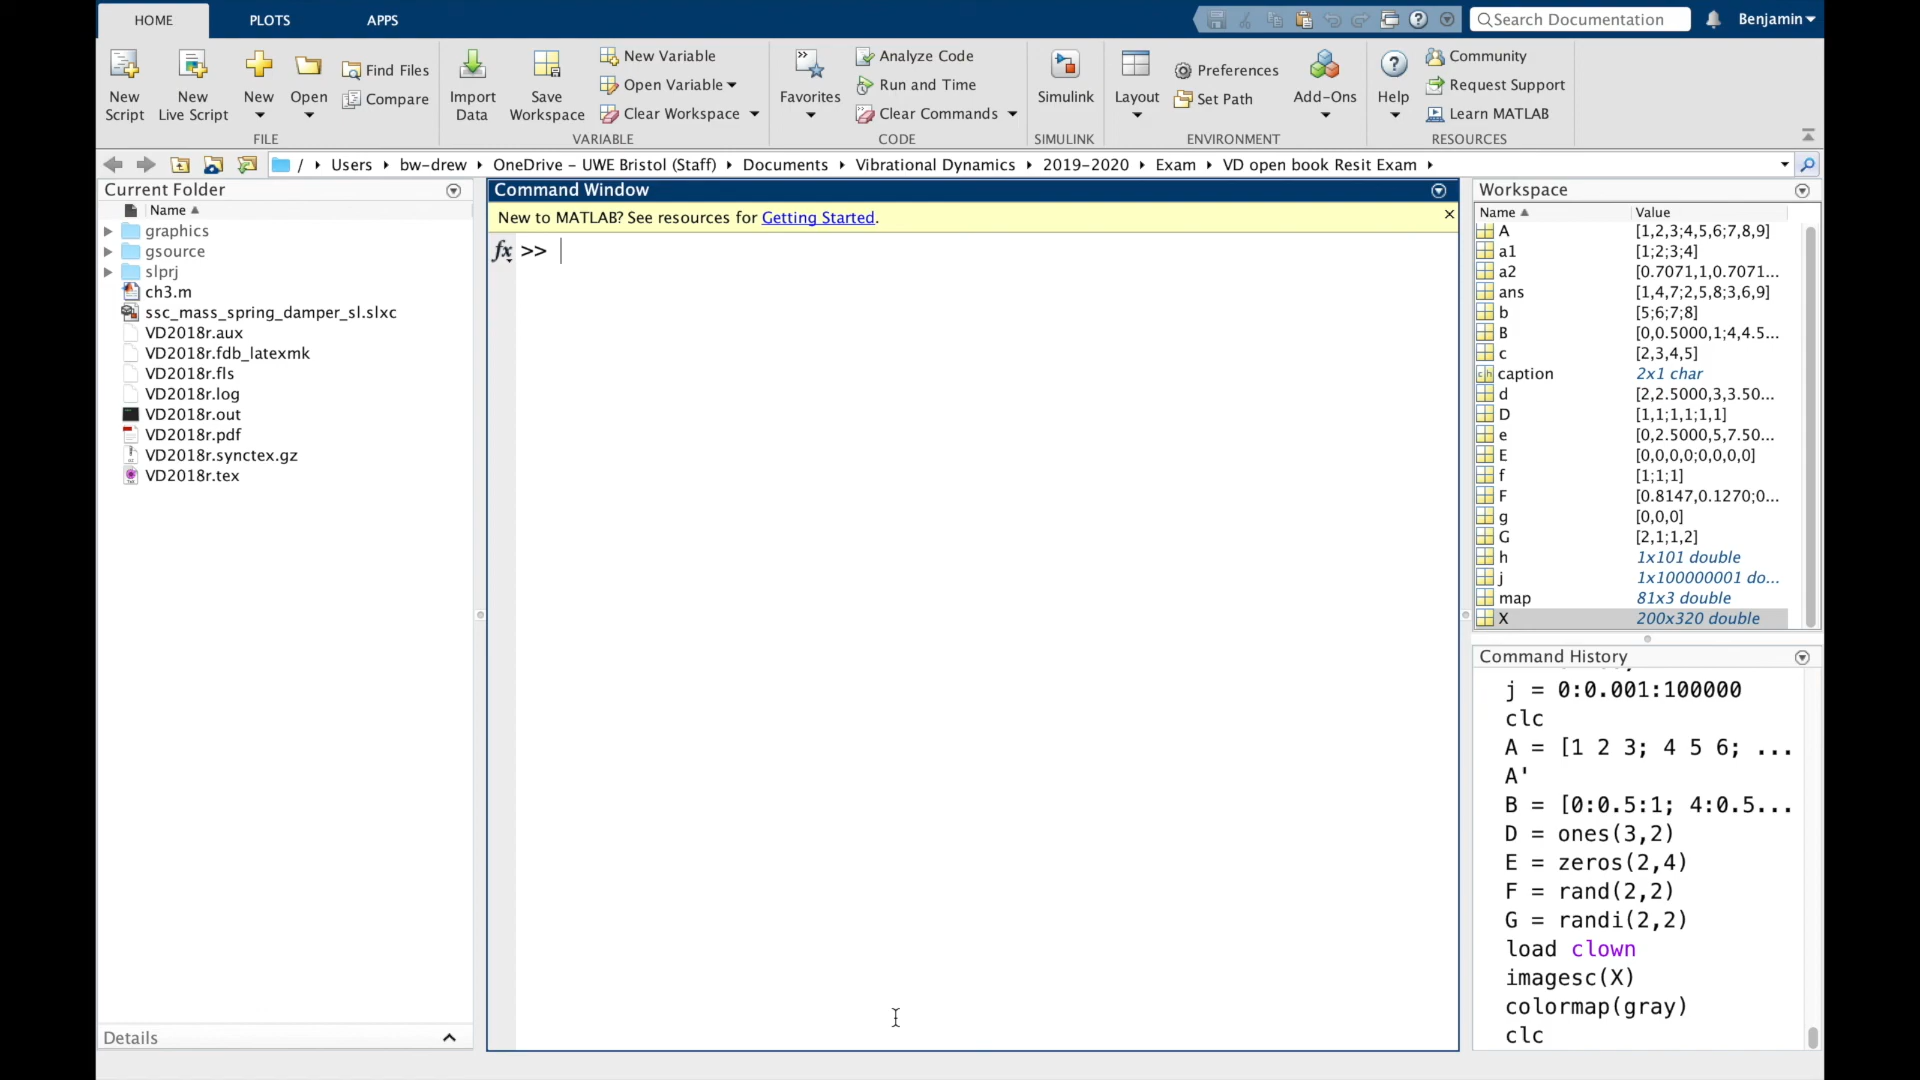 HOME PLOTS APPS
Search Documentation Benjamin
New Script
New Live Script
New
Open
Find Files
Compare
FILE
Import Data
Save Workspace
New Variable
Open Variable
Clear Workspace
VARIABLE
Favorites
Analyze Code
Run and Time
Clear Commands
CODE
Simulink
SIMULINK
Layout
Preferences
Set Path
Add-Ons
ENVIRONMENT
Help
Community
Request Support
Learn MATLAB
RESOURCES
/ Users bw-drew OneDrive – UWE Bristol (Staff) Documents Vibrational Dynamics 2019-2020 Exam VD open book Resit Exam
Current Folder
Name
graphics
gsource
slprj
ch3.m
ssc_mass_spring_damper_sl.slxc
VD2018r.aux
VD2018r.fdb_latexmk
VD2018r.fls
VD2018r.log
VD2018r.out
VD2018r.pdf
VD2018r.synctex.gz
VD2018r.tex
Details
Command Window
New to MATLAB? See resources for Getting Started.
fx >>
Workspace
Name Value
A [1,2,3;4,5,6;7,8,9]
a1 [1;2;3;4]
a2 [0.7071,1,0.7071...
ans [1,4,7;2,5,8;3,6,9]
b [5;6;7;8]
B [0,0.5000,1;4,4.5...
c [2,3,4,5]
caption 2x1 char
d [2,2.5000,3,3.50...
D [1,1;1,1;1,1]
e [0,2.5000,5,7.50...
E [0,0,0,0;0,0,0,0]
f [1;1;1]
F [0.8147,0.1270;0...
g [0,0,0]
G [2,1;1,2]
h 1x101 double
j 1x100000001 do...
map 81x3 double
X 200x320 double
Command History
j = 0:0.001:100000
clc
A = [1 2 3; 4 5 6; ...
A'
B = [0:0.5:1; 4:0.5...
D = ones(3,2)
E = zeros(2,4)
F = rand(2,2)
G = randi(2,2)
load clown
imagesc(X)
colormap(gray)
clc